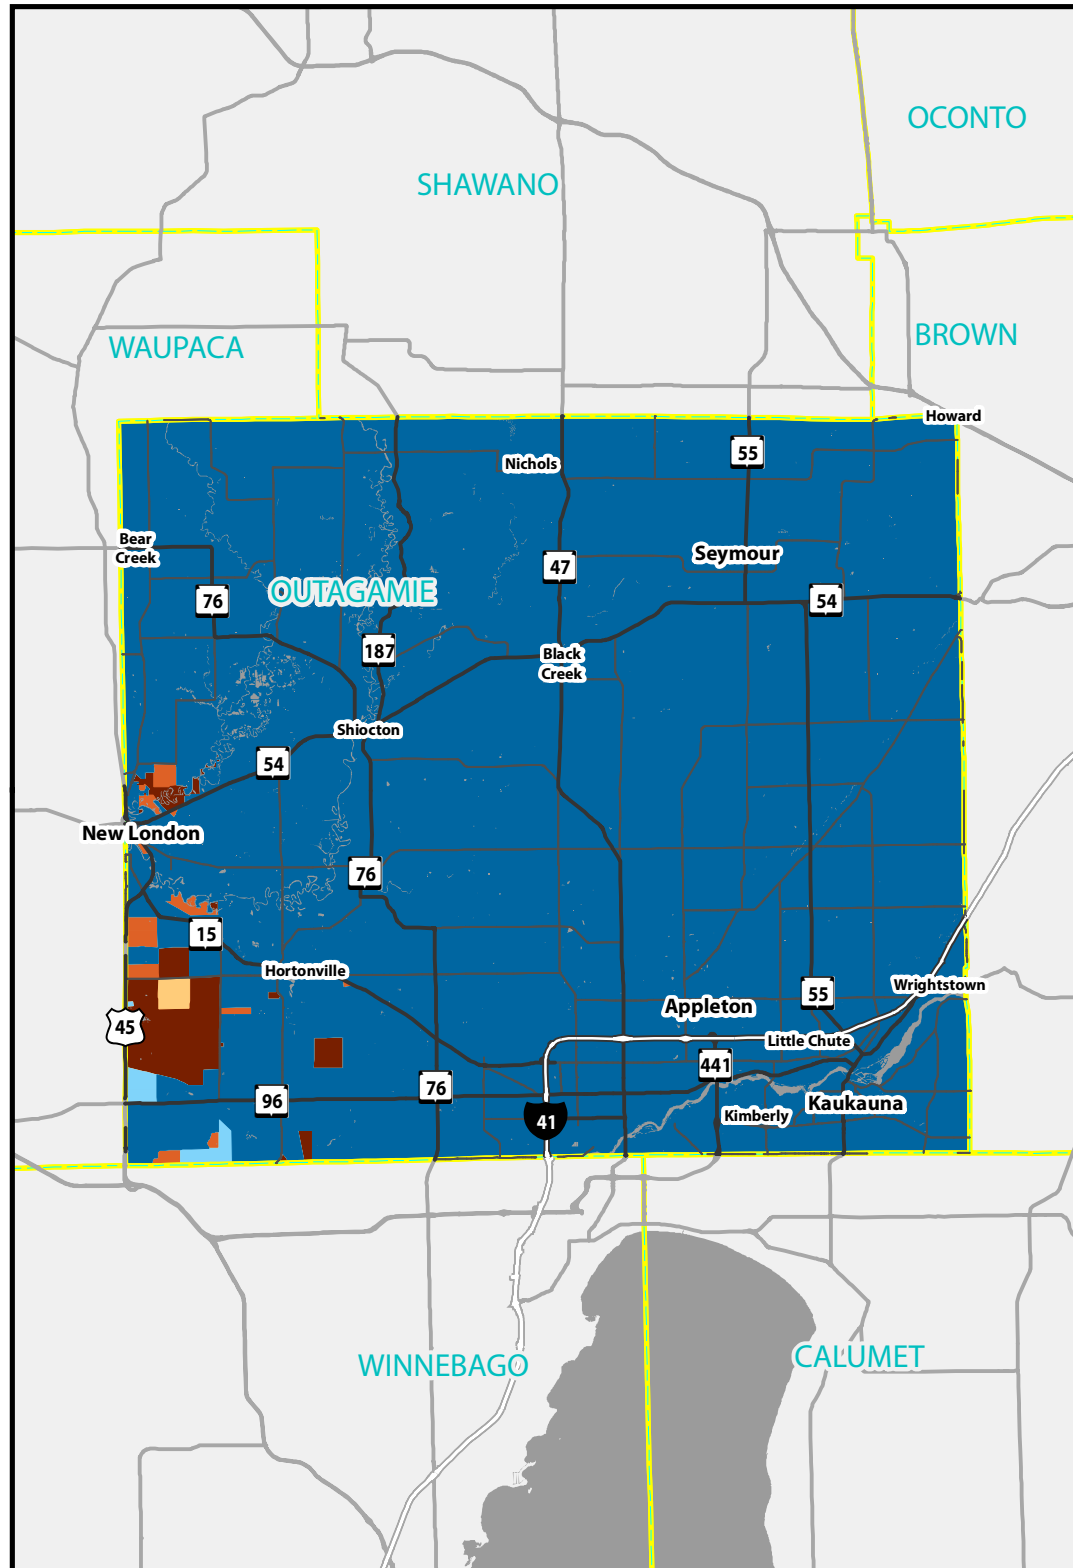 OCONTO
SHAWANO
BROWN
WAUPACA
Howard
55
Nichols
Bear
Creek
Seymour
47
OUTAGAMIE
76
54
187
Black
Creek
Shiocton
54
New London
76
15
Hortonville
Wrightstown
55
Appleton
45
Little Chute
441
76
96
Kaukauna
Kimberly
41
WINNEBAGO
CALUMET